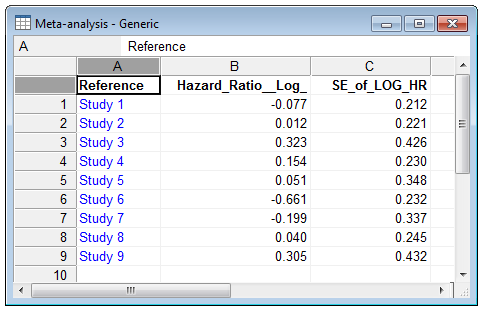 Meta-analysis - Generic
A Reference
A B C
Reference Hazard_Ratio__Log_ SE_of_LOG_HR
1 Study 1 -0.077 0.212
2 Study 2 0.012 0.221
3 Study 3 0.323 0.426
4 Study 4 0.154 0.230
5 Study 5 0.051 0.348
6 Study 6 -0.661 0.232
7 Study 7 -0.199 0.337
8 Study 8 0.040 0.245
9 Study 9 0.305 0.432
10